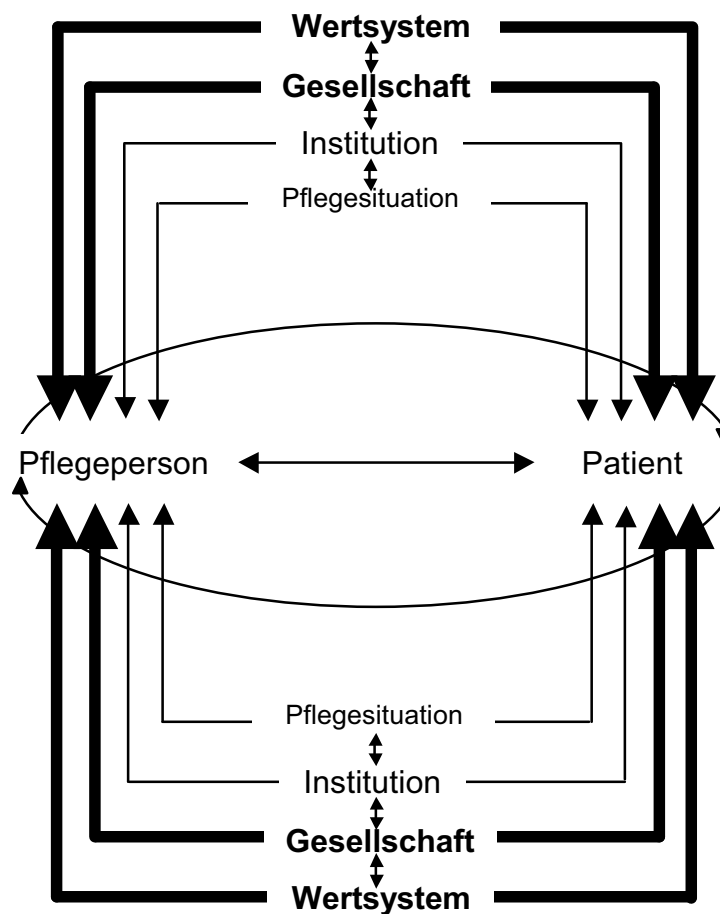 Wertsystem
Gesellschaft
Institution
Pflegesituation
Pflegeperson Patient
Pflegesituation
Institution
Gesellschaft
Wertsystem